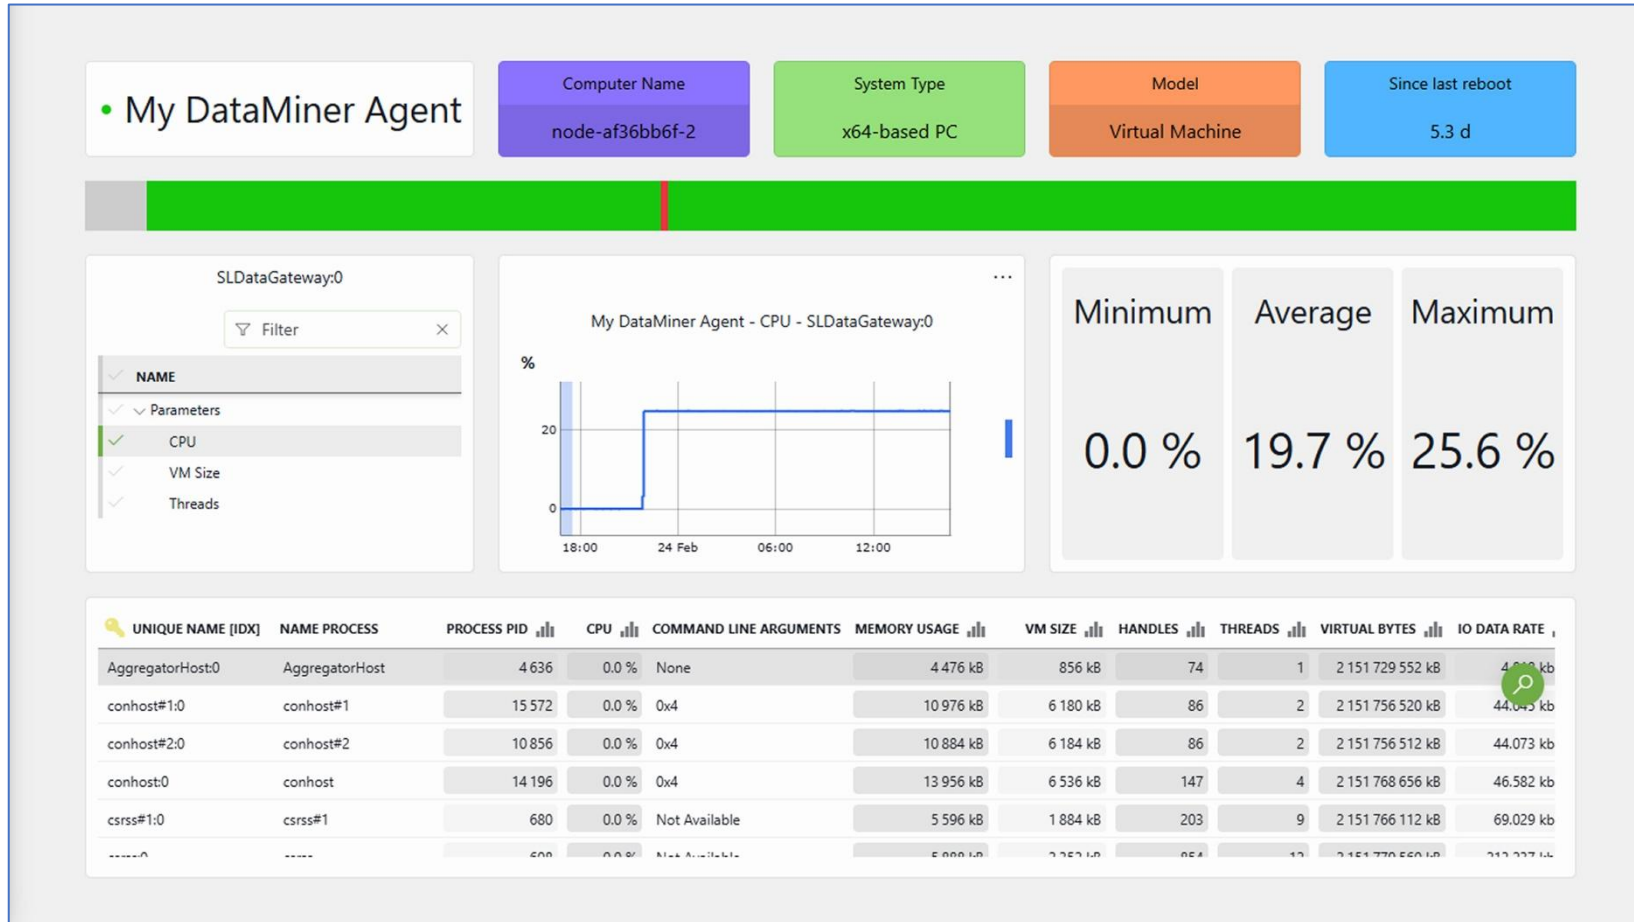 • My DataMiner Agent
Computer Name
node-af36bb6f-2
System Type
x64-based PC
Model
Virtual Machine
Since last reboot
5.3 d
SLDataGateway:0
Filter
NAME
Parameters
CPU
VM Size
Threads
...
My DataMiner Agent - CPU - SLDataGateway:0
%
20
0
18:00 24 Feb 06:00 12:00
Minimum Average Maximum
0.0 % 19.7 % 25.6 %
UNIQUE NAME [IDX] NAME PROCESS PROCESS PID CPU COMMAND LINE ARGUMENTS MEMORY USAGE VM SIZE HANDLES THREADS VIRTUAL BYTES IO DATA RATE
AggregatorHost:0 AggregatorHost 4 636 0.0 % None 4 476 kB 856 kB 74 1 2 151 729 552 kB kb
conhost#1:0 conhost#1 15 572 0.0 % 0x4 10 976 kB 6 180 kB 86 2 2 151 756 520 kB kb
conhost#2:0 conhost#2 10 856 0.0 % 0x4 10 884 kB 6 184 kB 86 2 2 151 756 512 kB 44.073 kb
conhost:0 conhost 14 196 0.0 % 0x4 13 956 kB 6 536 kB 147 4 2 151 768 656 kB 46.582 kb
csrss#1:0 csrss#1 680 0.0 % Not Available 5 596 kB 1 884 kB 203 9 2 151 766 112 kB 69.029 kb